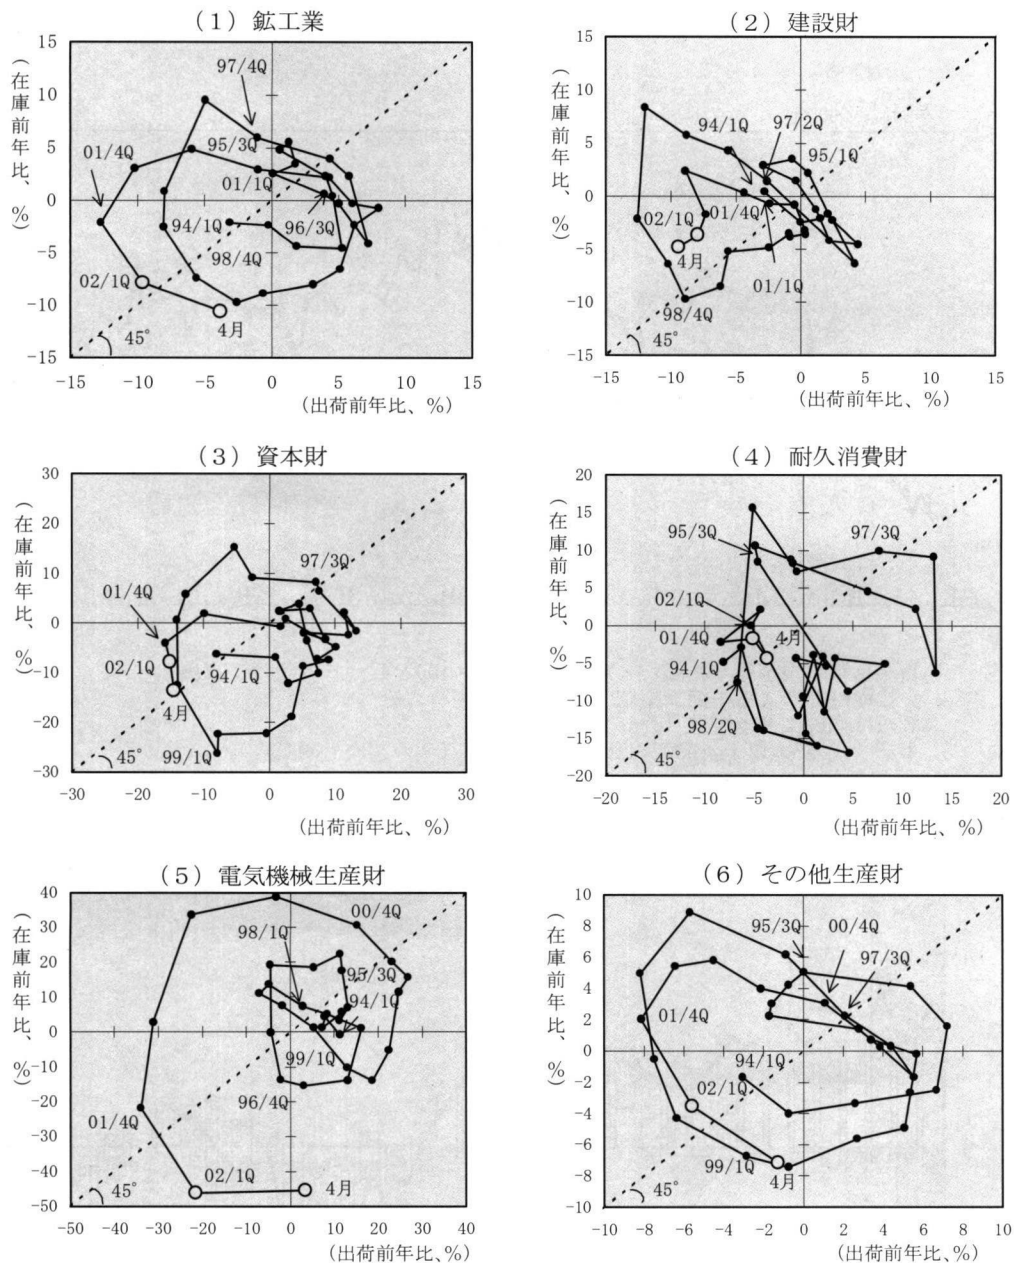 （1）鉱工業
（在庫前年比、%）
15
10
5
0
-5
-10
-15
97/4Q
95/3Q
01/4Q
01/1Q
94/1Q
96/3Q
98/4Q
02/1Q
4月
45°
-15 -10 -5 0 5 10 15
（出荷前年比、%）
（2）建設財
（在庫前年比、%）
15
10
5
0
-5
-10
-15
94/1Q
97/2Q
95/1Q
02/1Q
01/4Q
4月
01/1Q
98/4Q
45°
-15 -10 -5 0 5 10 15
（出荷前年比、%）
（3）資本財
（在庫前年比、%）
30
20
10
0
-10
-20
-30
97/3Q
01/4Q
02/1Q
94/1Q
4月
99/1Q
45°
-30 -20 -10 0 10 20 30
（出荷前年比、%）
（4）耐久消費財
（在庫前年比、%）
20
15
10
5
0
-5
-10
-15
-20
95/3Q
97/3Q
02/1Q
01/4Q
4月
94/1Q
98/2Q
45°
-20 -15 -10 -5 0 5 10 15 20
（出荷前年比、%）
（5）電気機械生産財
（在庫前年比、%）
40
30
20
10
0
-10
-20
-30
-40
-50
00/4Q
98/1Q
95/3Q
94/1Q
99/1Q
96/4Q
01/4Q
02/1Q
4月
45°
-50 -40 -30 -20 -10 0 10 20 30 40
（出荷前年比、%）
（6）その他生産財
（在庫前年比、%）
10
8
6
4
2
0
-2
-4
-6
-8
-10
95/3Q
00/4Q
97/3Q
01/4Q
94/1Q
02/1Q
99/1Q
4月
45°
-10 -8 -6 -4 -2 0 2 4 6 8 10
（出荷前年比、%）